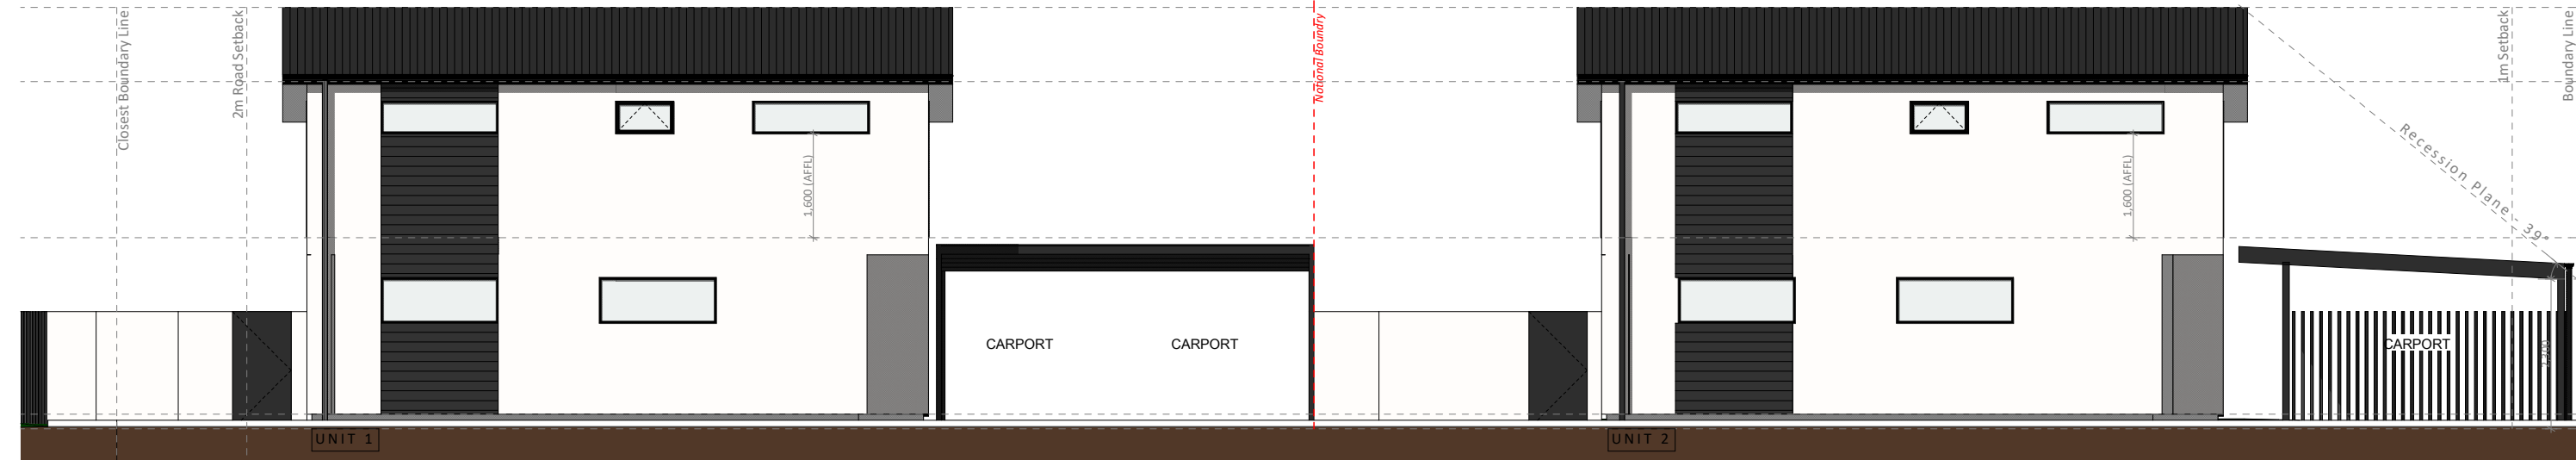 Closest Boundary Line
2m Road Setback
Notional Boundry
1m Setback
Boundary Line
Recession Plane - 39°
1,600 (AFFL)
1,600 (AFFL)
CARPORT
CARPORT
CARPORT
UNIT 1
UNIT 2